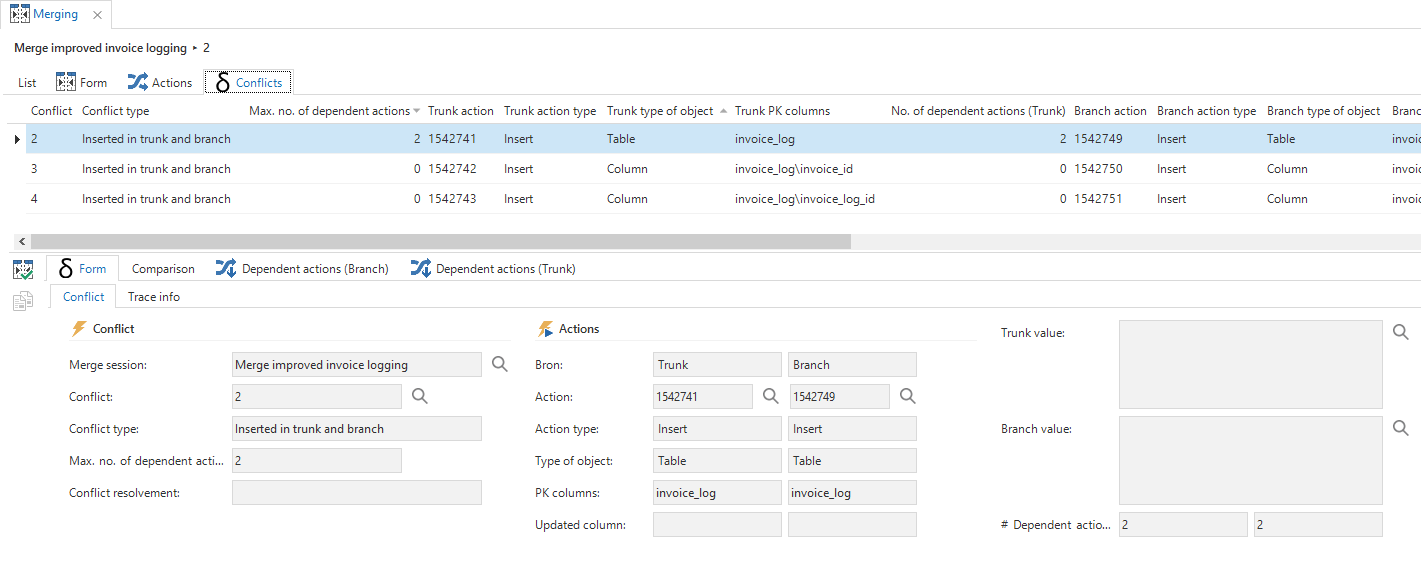 Merging
Merge improved invoice logging ▸ 2
List Form Actions δ Conflicts
Conflict Conflict type Max. no. of dependent actions Trunk action Trunk action type Trunk type of object Trunk PK columns No. of dependent actions (Trunk) Branch action Branch action type Branch type of object Branc
2 Inserted in trunk and branch 2 1542741 Insert Table invoice_log 2 1542749 Insert Table invoic
3 Inserted in trunk and branch 0 1542742 Insert Column invoice_log\invoice_id 0 1542750 Insert Column invoic
4 Inserted in trunk and branch 0 1542743 Insert Column invoice_log\invoice_log_id 0 1542751 Insert Column invoic
δ Form Comparison Dependent actions (Branch) Dependent actions (Trunk)
Conflict Trace info
Conflict Actions Trunk value:
Merge session: Merge improved invoice logging Bron: Trunk Branch
Conflict: 2 Action: 1542741 1542749
Conflict type: Inserted in trunk and branch Action type: Insert Insert Branch value:
Max. no. of dependent acti... 2 Type of object: Table Table
Conflict resolvement: PK columns: invoice_log invoice_log
Updated column: # Dependent actio... 2 2